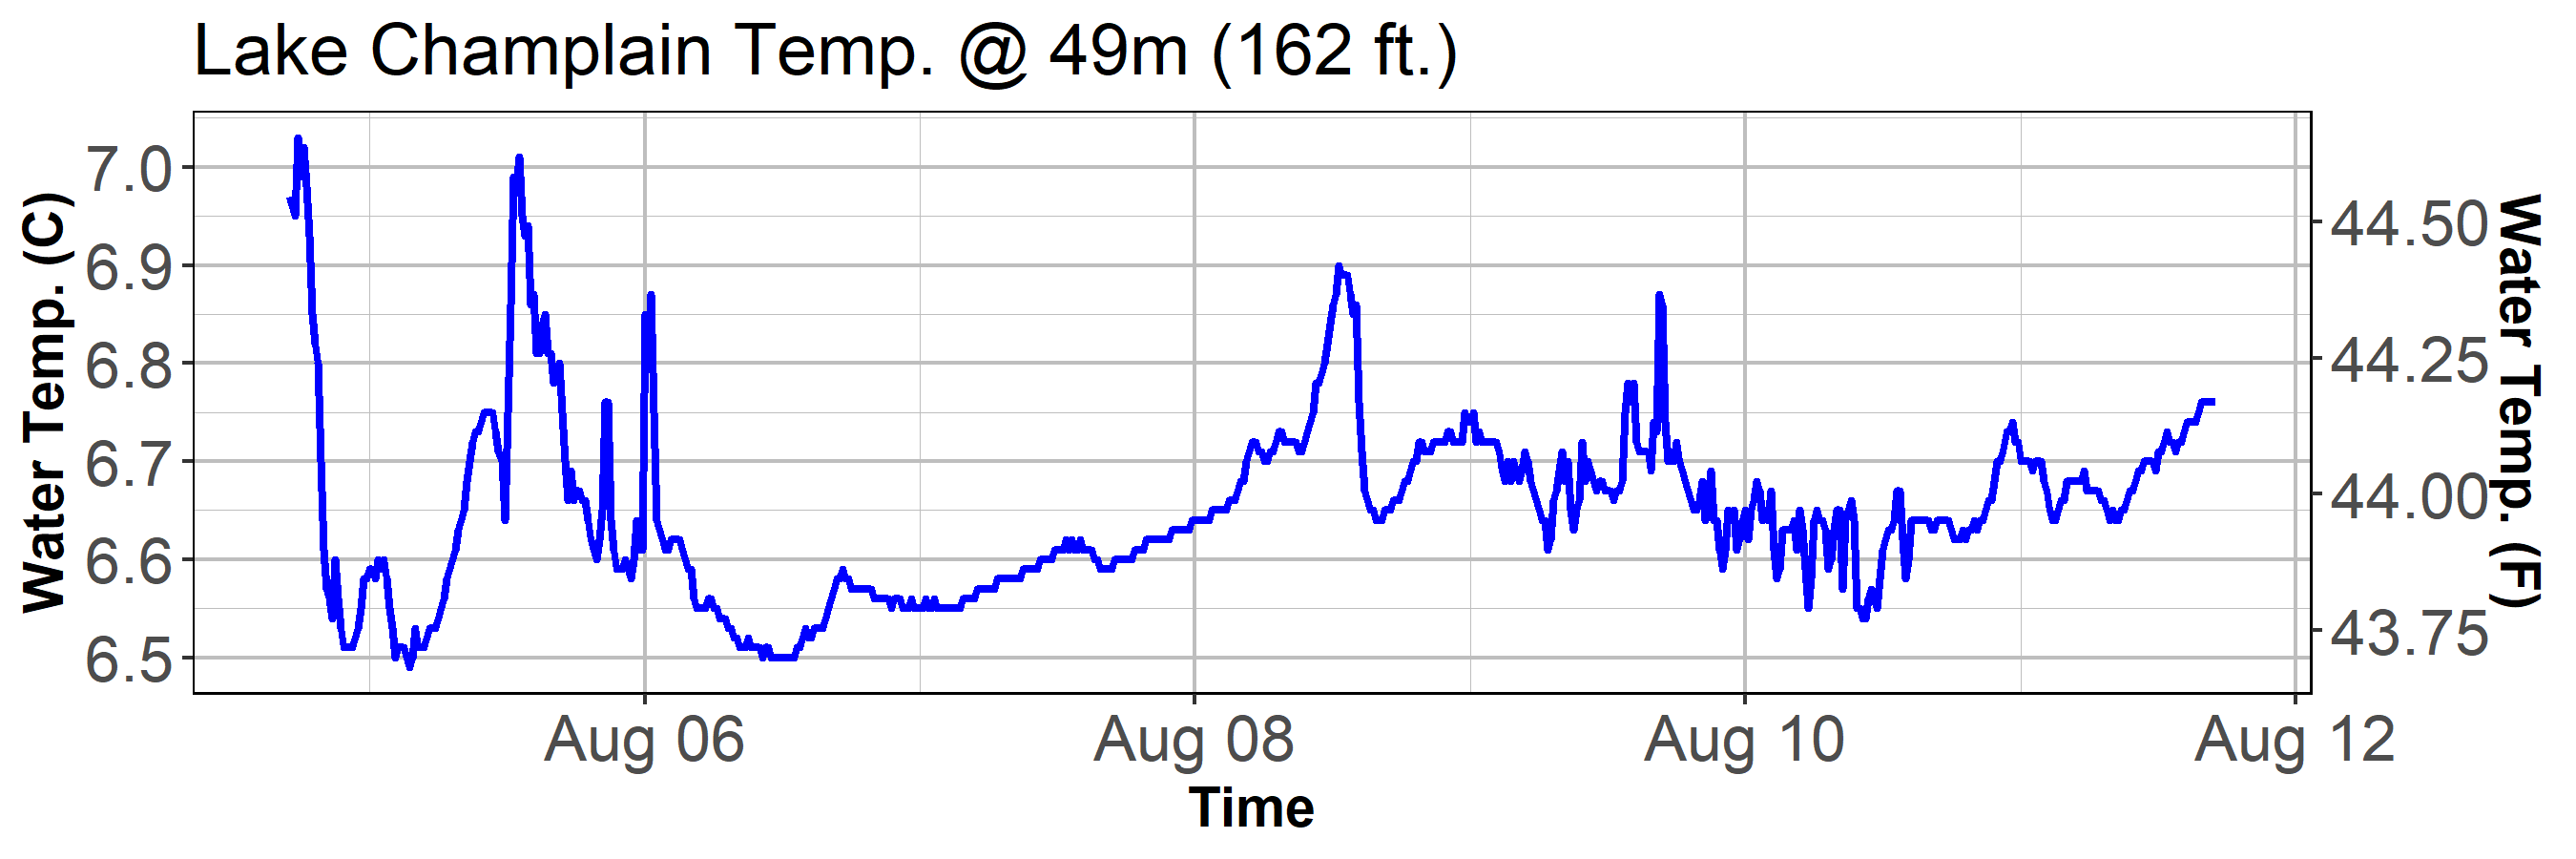 Lake Champlain Temp. @ 49m (162 ft.)
Water Temp. (C)
7.0
6.9
6.8
6.7
6.6
6.5
44.50
44.25
44.00
43.75
Water Temp. (F)
Aug 06 Aug 08 Aug 10 Aug 12
Time